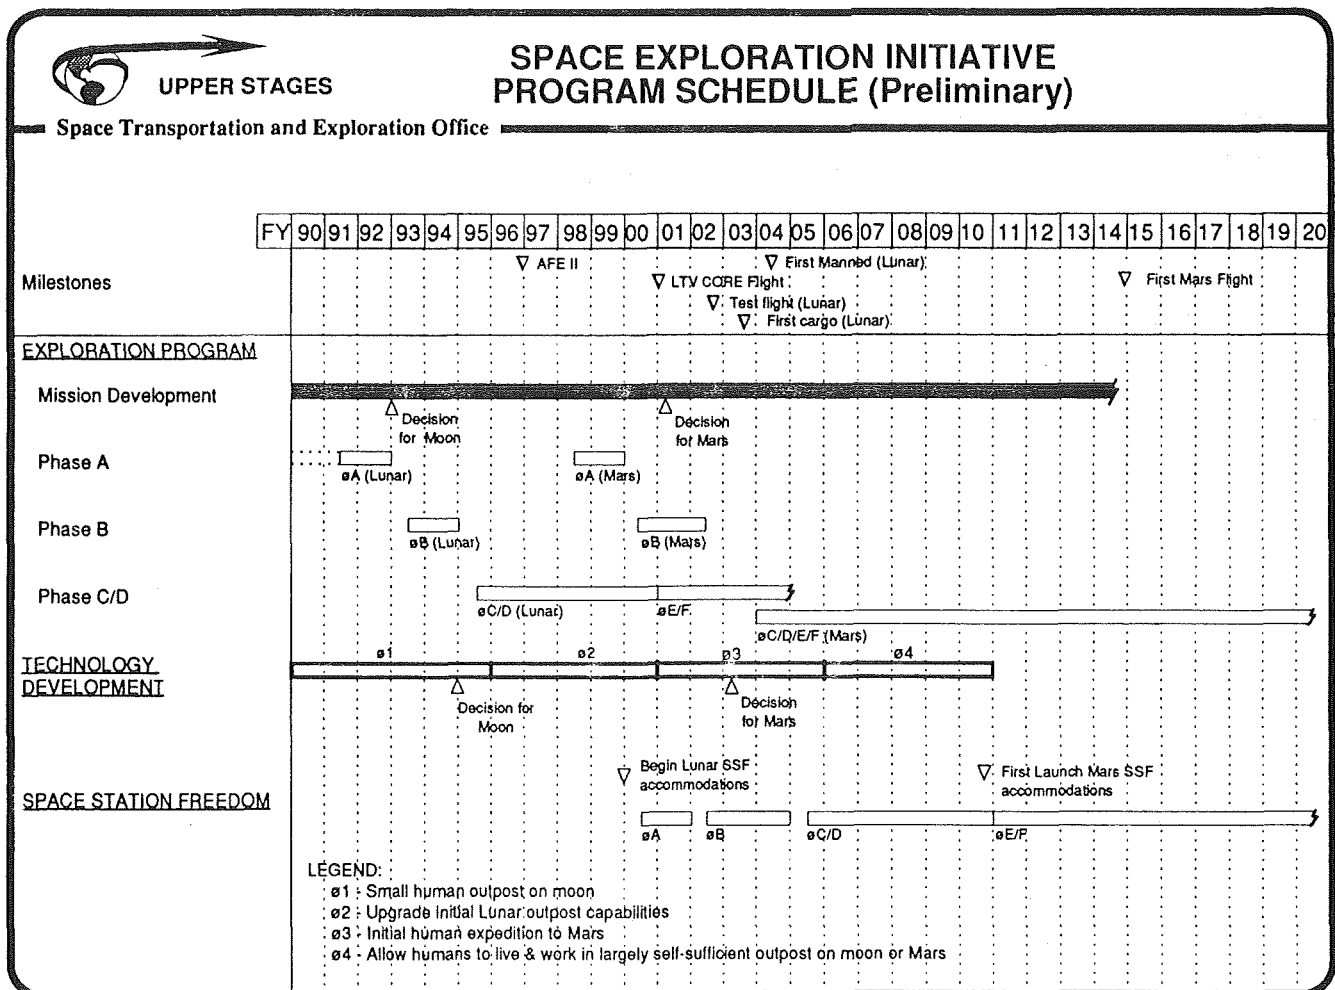 SPACE EXPLORATION INITIATIVE
UPPER STAGES
PROGRAM SCHEDULE (Preliminary)
Space Transportation and Exploration Office
FY 90 91 92 93 94 95 96 97 98 99 00 01 02 03 04 05 06 07 08 09 10 11 12 13 14 15 16 17 18 19 20
Milestones
▽ AFE II
▽ First Manned (Lunar)
▽ LTV CORE Flight
▽ First Mars Flight
▽ Test flight (Lunar)
▽ First cargo (Lunar)
EXPLORATION PROGRAM
Mission Development
Decision
for Moon
Decision
for Mars
Phase A
øA (Lunar)
øA (Mars)
Phase B
øB (Lunar)
øB (Mars)
Phase C/D
øC/D (Lunar)
øE/F
øC/D/E/F (Mars)
TECHNOLOGY
DEVELOPMENT
ø1
ø2
ø3
ø4
Decision for
Moon
Decision
for Mars
SPACE STATION FREEDOM
Begin Lunar SSF
accommodations
First Launch Mars SSF
accommodations
øA
øB
øC/D
øE/F
LEGEND:
ø1 - Small human outpost on moon
ø2 - Upgrade Initial Lunar outpost capabilities
ø3 - Initial human expedition to Mars
ø4 - Allow humans to live & work in largely self-sufficient outpost on moon or Mars